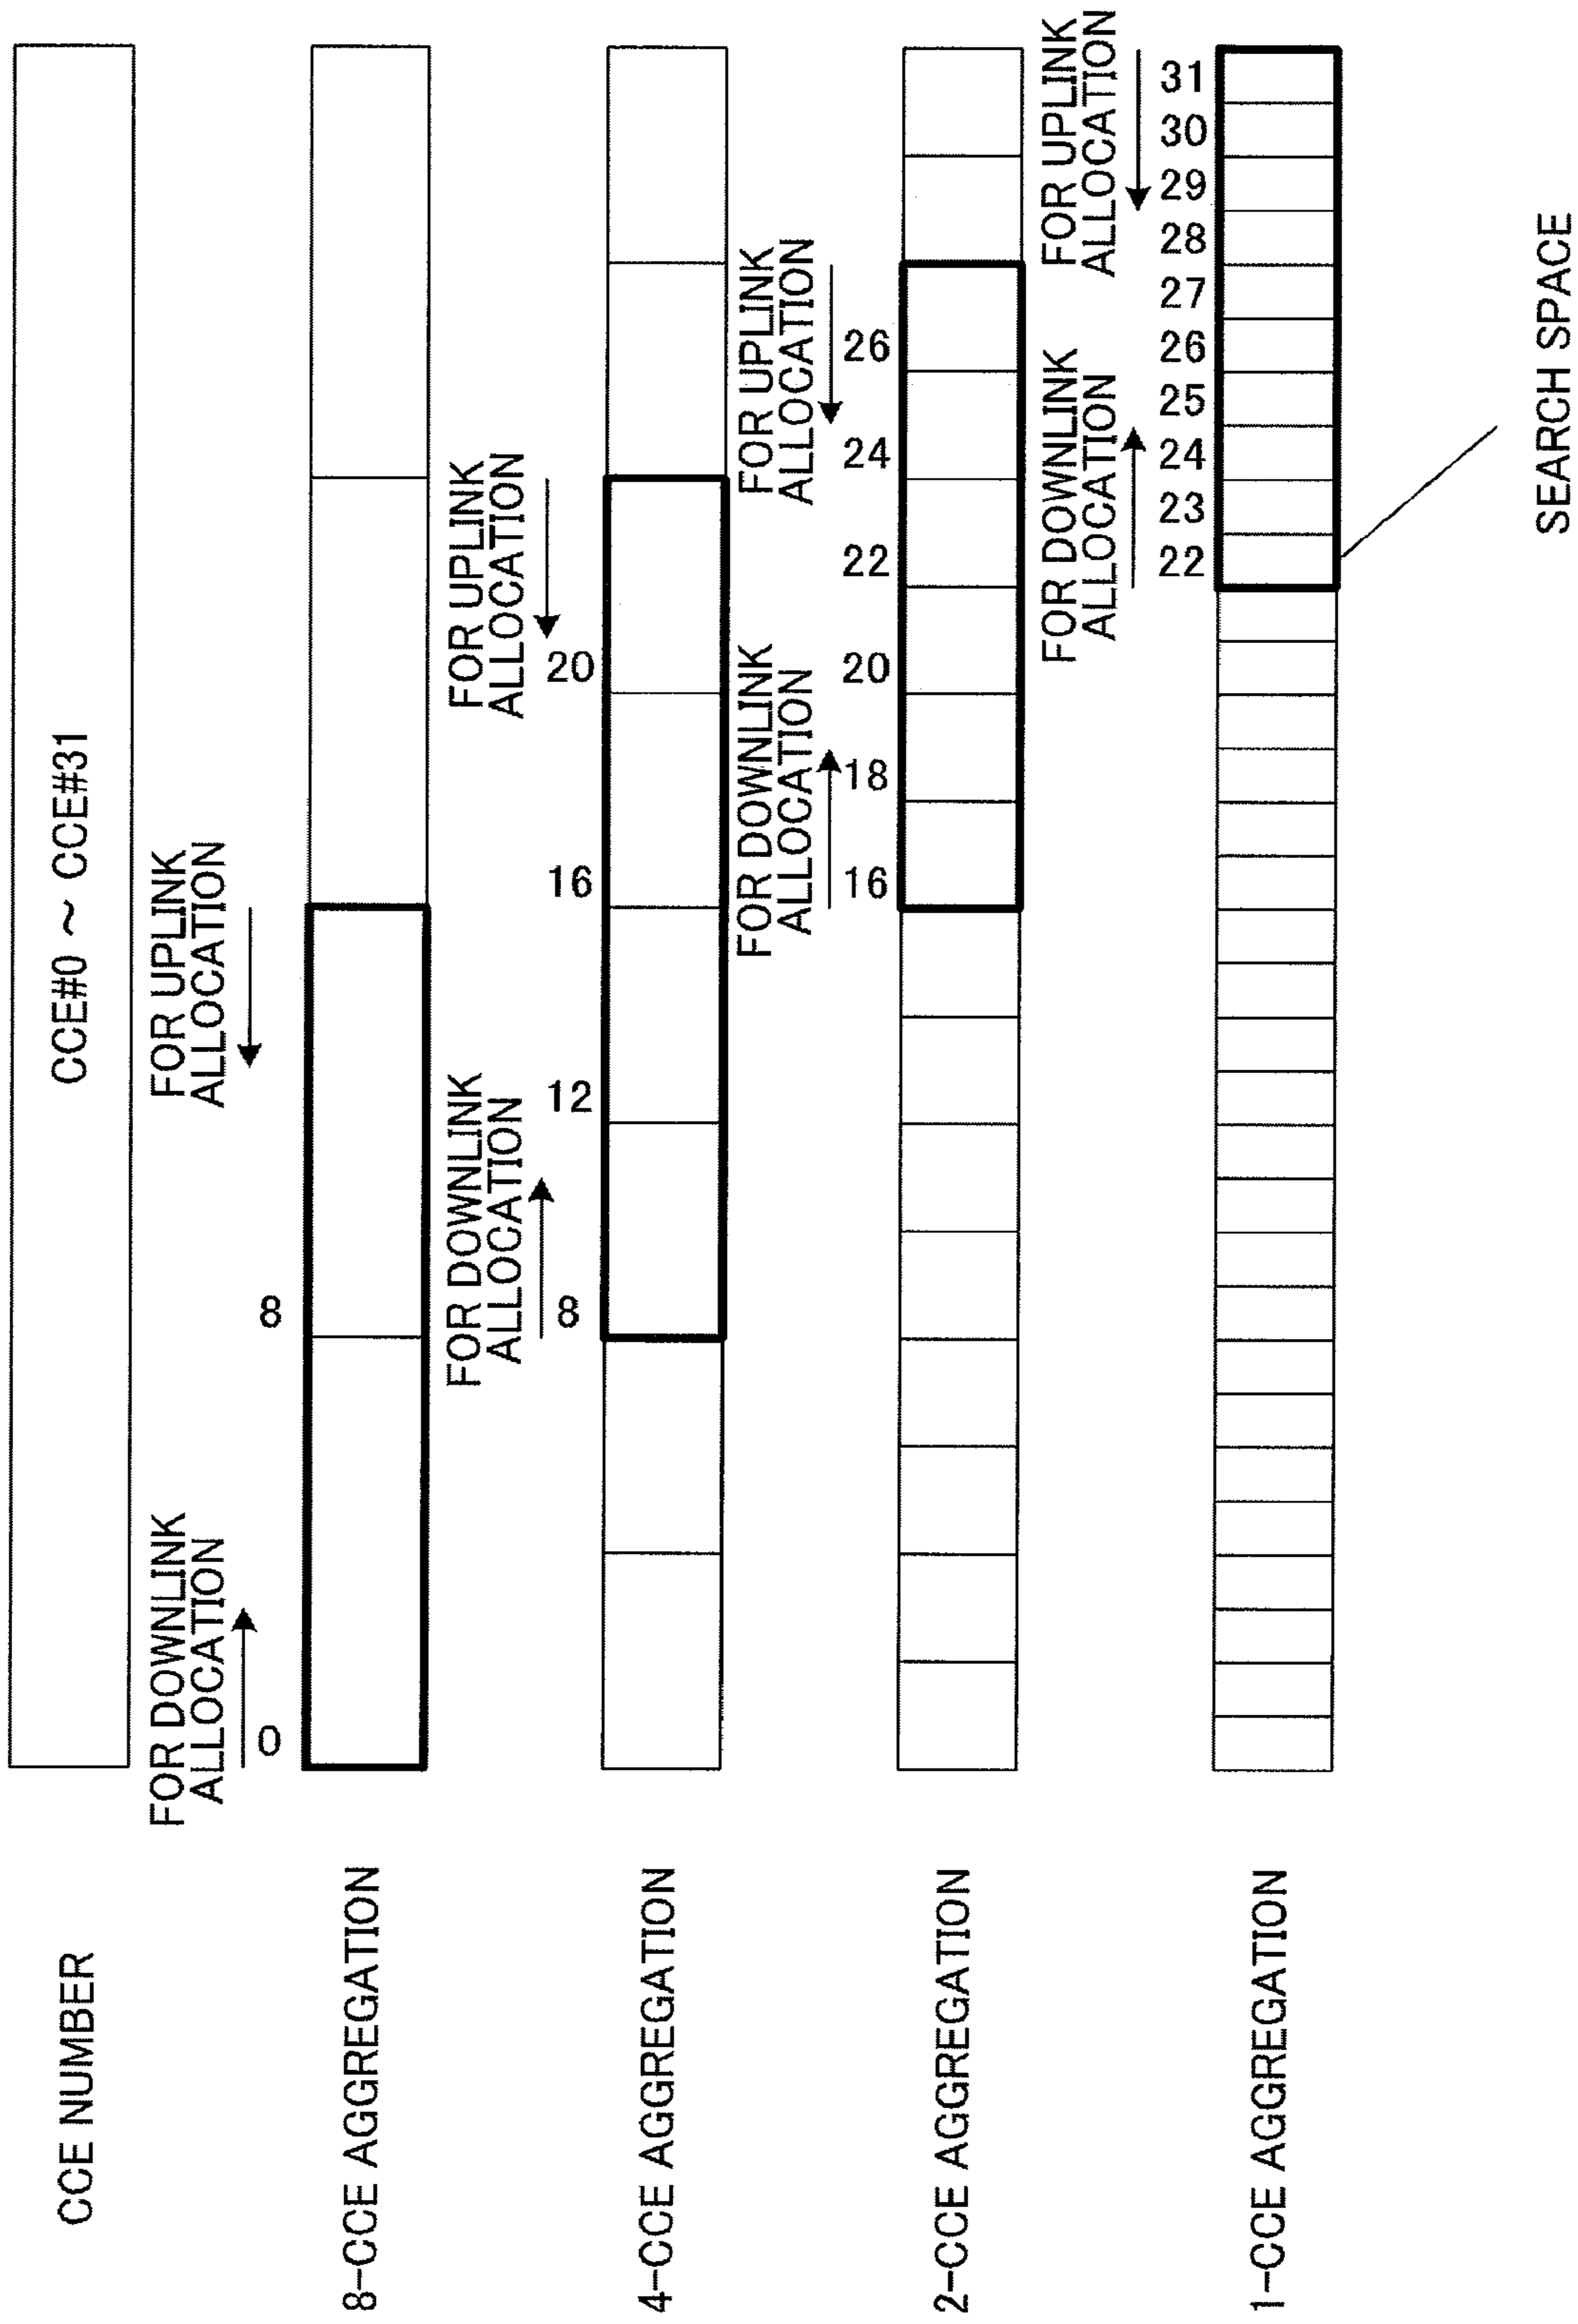 CCE NUMBER
CCE#0 ~ CCE#31
FOR DOWNLINK
ALLOCATION
FOR UPLINK
ALLOCATION
0
8
8-CCE AGGREGATION
FOR DOWNLINK
ALLOCATION
FOR UPLINK
ALLOCATION
8 12 16 20
4-CCE AGGREGATION
FOR DOWNLINK
ALLOCATION
FOR UPLINK
ALLOCATION
16 18 20 22 24 26
2-CCE AGGREGATION
FOR DOWNLINK
ALLOCATION
FOR UPLINK
ALLOCATION
22 23 24 25 26 27 28 29 30 31
1-CCE AGGREGATION
SEARCH SPACE